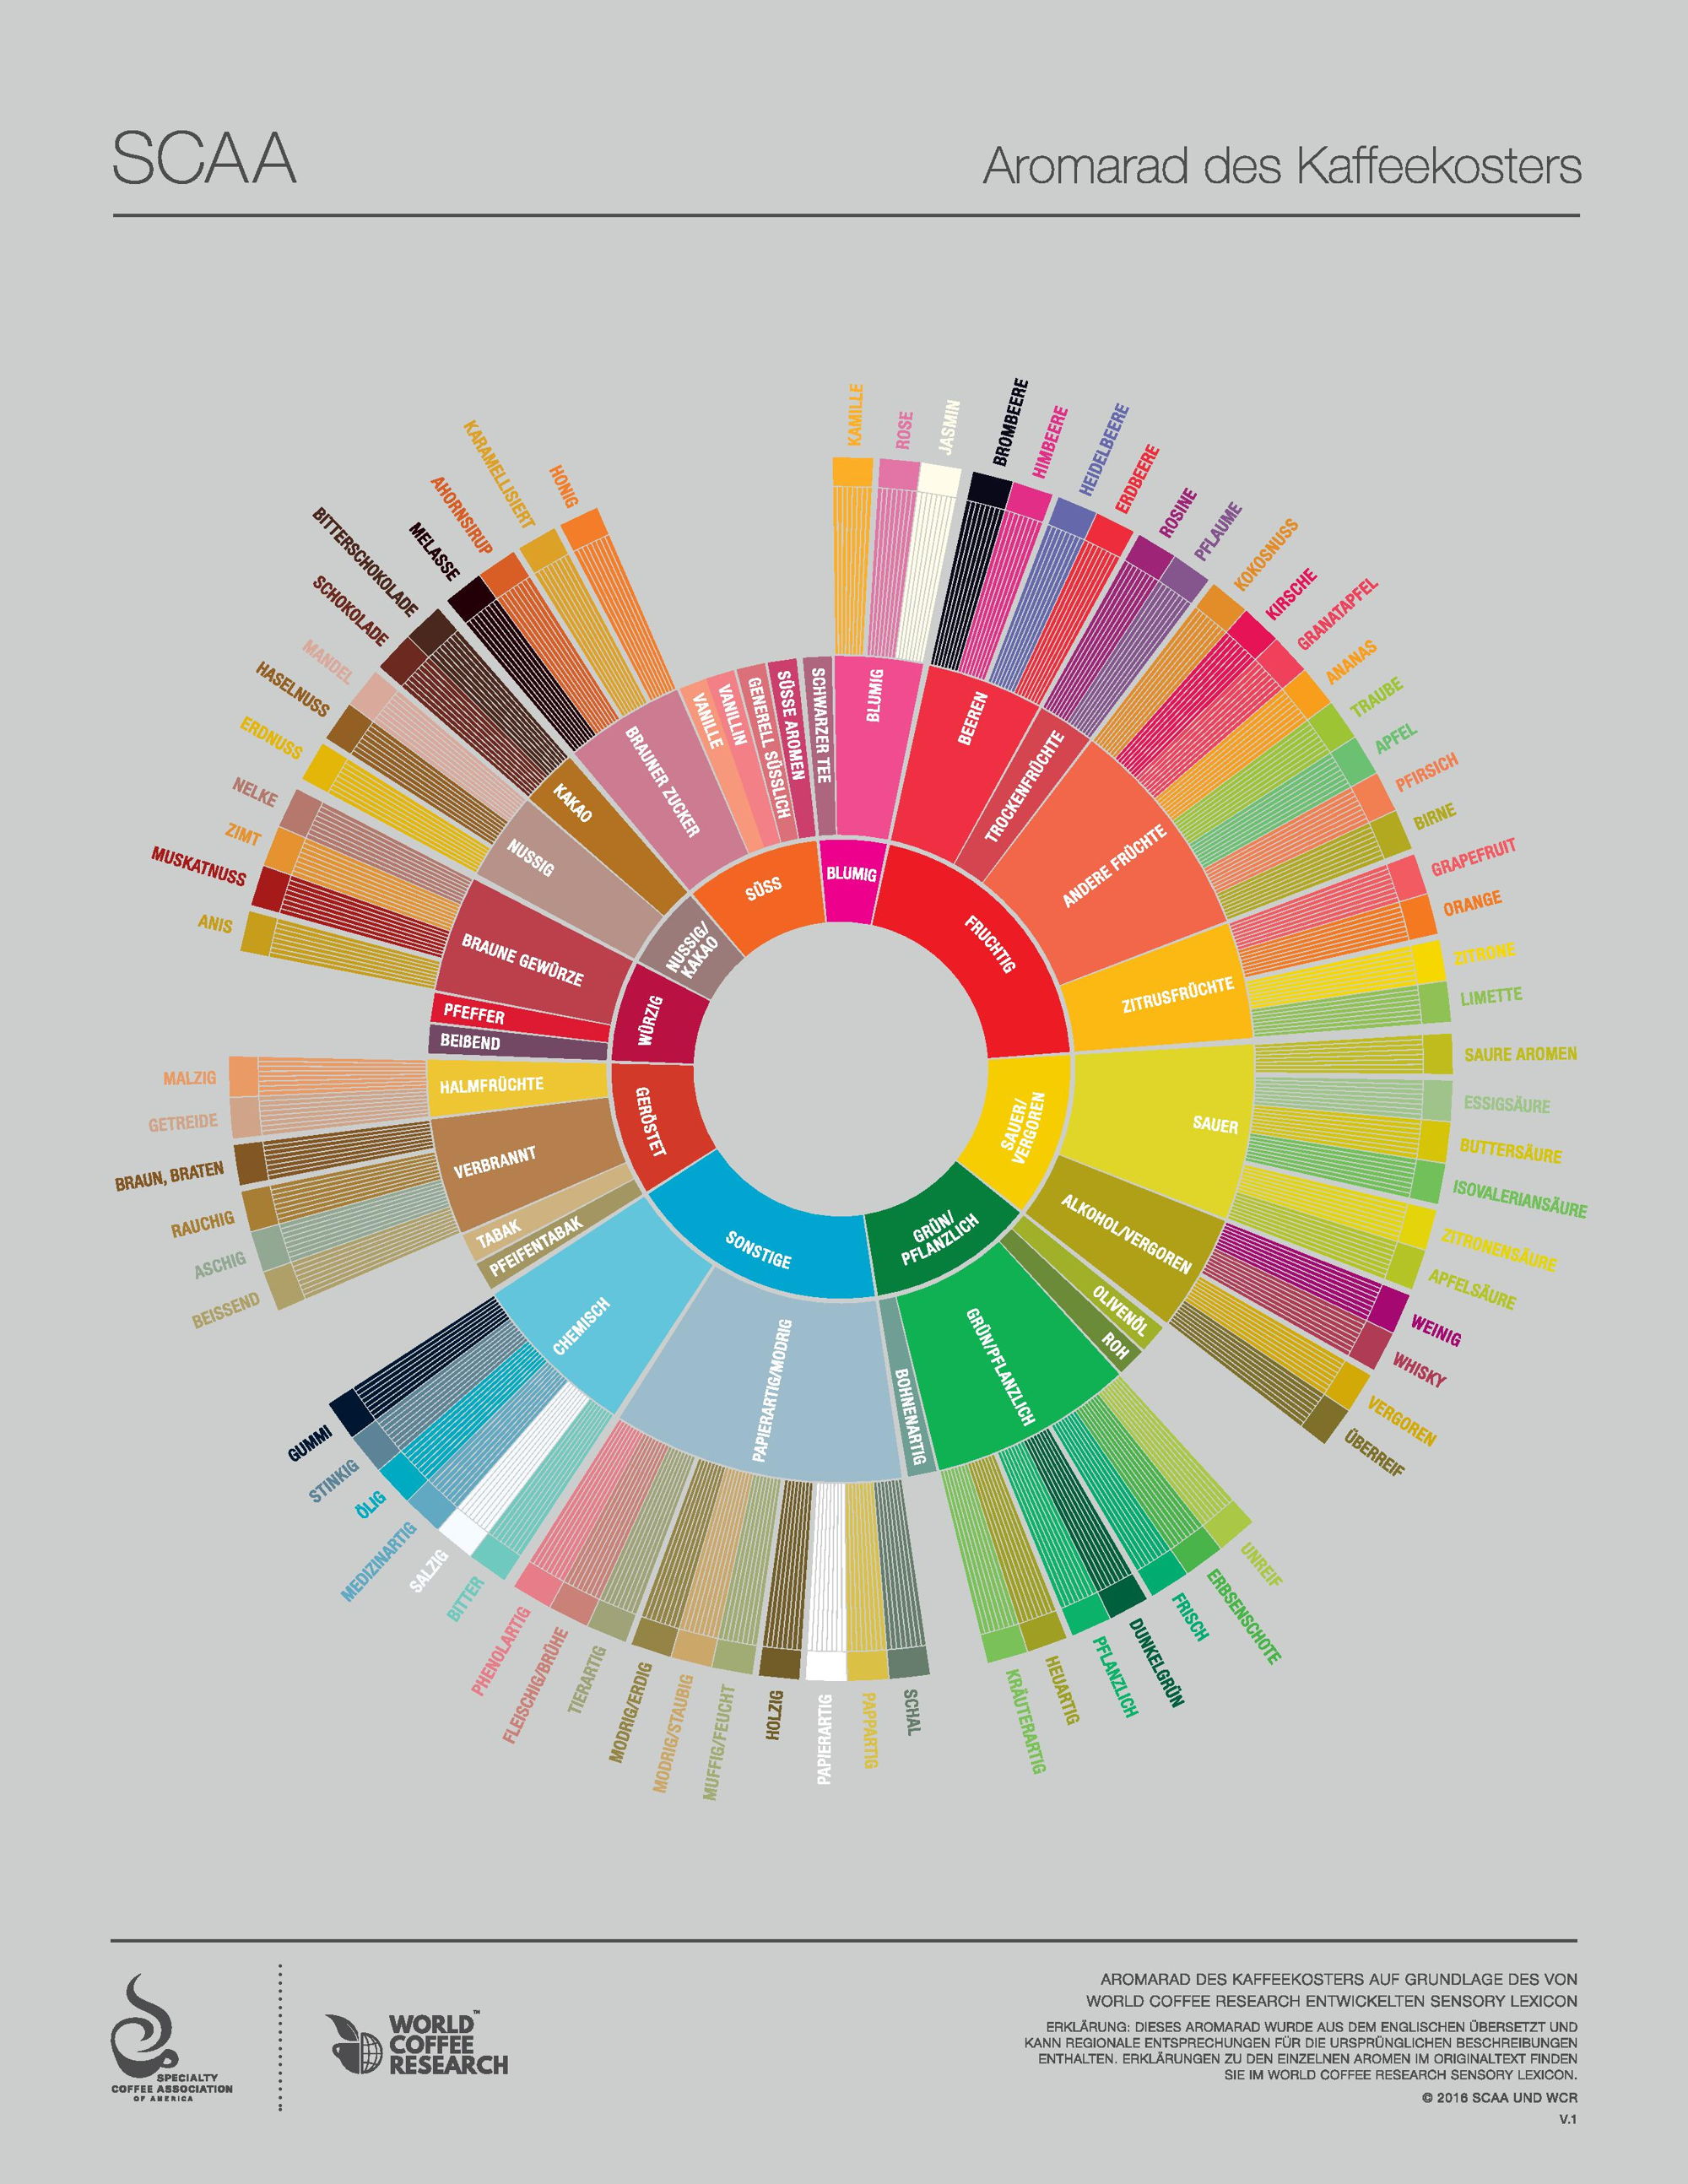 SCAA
Aromarad des Kaffeekosters
KAMILLE
ROSE
JASMIN
BROMBEERE
HIMBEERE
HEIDELBEERE
ERDBEERE
ROSINE
PFLAUME
KOKOSNUSS
KIRSCHE
GRANATAPFEL
ANANAS
TRAUBE
APFEL
PFIRSICH
BIRNE
GRAPEFRUIT
ORANGE
ZITRONE
LIMETTE
SAURE AROMEN
ESSIGSÄURE
BUTTERSÄURE
ISOVALERIANSÄURE
ZITRONENSÄURE
APFELSÄURE
WEINIG
WHISKY
VERGOREN
ÜBERREIF
UNREIF
ERBSENSCHOTE
FRISCH
DUNKELGRÜN
PFLANZLICH
HEUARTIG
KRÄUTERARTIG
SCHAL
PAPPARTIG
PAPIERARTIG
HOLZIG
MUFFIG/FEUCHT
MODRIG/STAUBIG
MODRIG/ERDIG
TIERARTIG
FLEISCHIG/BRÜHE
PHENOLARTIG
BITTER
SALZIG
MEDIZINARTIG
ÖLIG
STINKIG
GUMMI
BEISSEND
ASCHIG
RAUCHIG
BRAUN, BRATEN
GETREIDE
MALZIG
ANIS
MUSKATNUSS
ZIMT
NELKE
ERDNUSS
HASELNUSS
MANDEL
SCHOKOLADE
BITTERSCHOKOLADE
MELASSE
AHORNSIRUP
KARAMELLISIERT
HONIG
BLUMIG
BEEREN
TROCKENFRÜCHTE
ANDERE FRÜCHTE
ZITRUSFRÜCHTE
SAUER
ALKOHOL/VERGOREN
OLIVENÖL
ROH
GRÜN/PFLANZLICH
BOHNENARTIG
PAPIERARTIG/MODRIG
CHEMISCH
PFEIFENTABAK
TABAK
VERBRANNT
HALMFRÜCHTE
BEIßEND
PFEFFER
BRAUNE GEWÜRZE
NUSSIG
KAKAO
BRAUNER ZUCKER
VANILLE
VANILLIN
GENERELL SÜSSLICH
SÜSSE AROMEN
SCHWARZER TEE
BLUMIG
FRUCHTIG
SAUER/
VERGOREN
GRÜN/
PFLANZLICH
SONSTIGE
GERÖSTET
WÜRZIG
NUSSIG/
KAKAO
SÜSS
SPECIALTY
COFFEE ASSOCIATION
OF AMERICA
WORLD™
COFFEE
RESEARCH
AROMARAD DES KAFFEEKOSTERS AUF GRUNDLAGE DES VON
WORLD COFFEE RESEARCH ENTWICKELTEN SENSORY LEXICON
ERKLÄRUNG: DIESES AROMARAD WURDE AUS DEM ENGLISCHEN ÜBERSETZT UND
KANN REGIONALE ENTSPRECHUNGEN FÜR DIE URSPRÜNGLICHEN BESCHREIBUNGEN
ENTHALTEN. ERKLÄRUNGEN ZU DEN EINZELNEN AROMEN IM ORIGINALTEXT FINDEN
SIE IM WORLD COFFEE RESEARCH SENSORY LEXICON.
© 2016 SCAA UND WCR
V.1